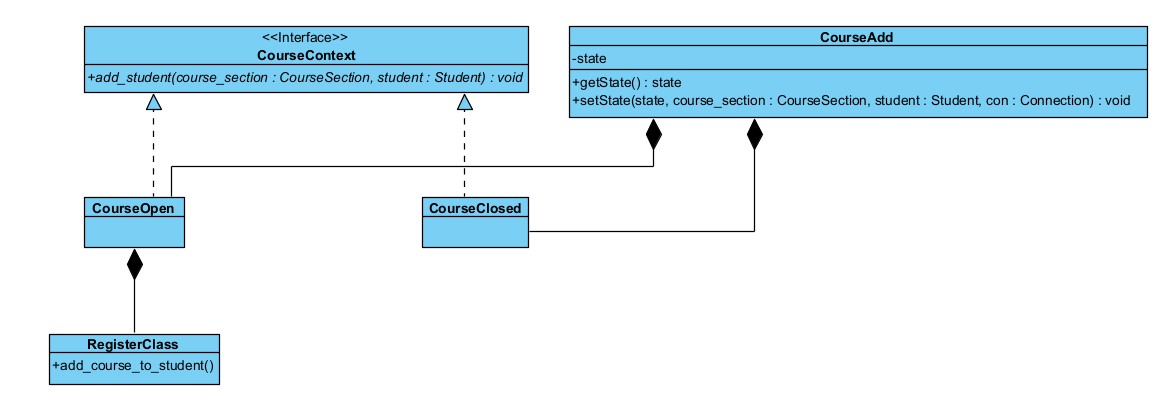 <<Interface>>
CourseContext
+add_student(course_section : CourseSection, student : Student) : void
CourseAdd
-state
+getState() : state
+setState(state, course_section : CourseSection, student : Student, con : Connection) : void
CourseOpen
CourseClosed
RegisterClass
+add_course_to_student()